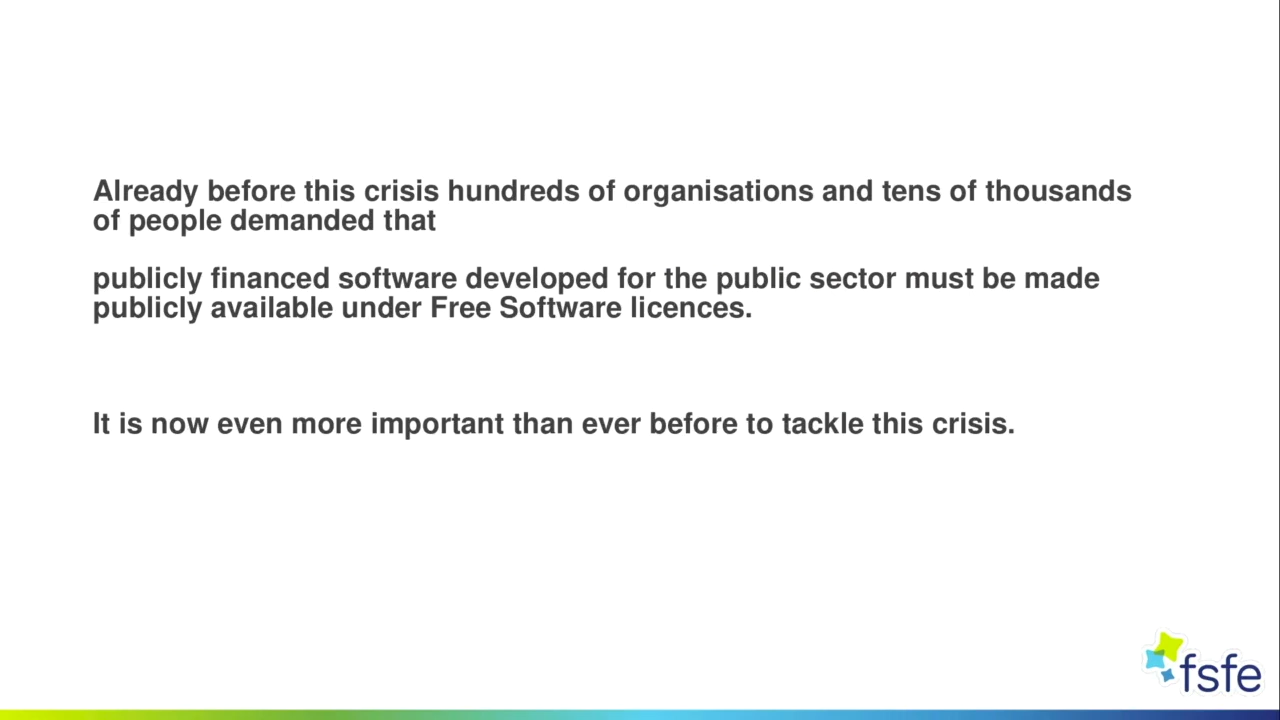 Already before this crisis hundreds of organisations and tens of thousands
of people demanded that
publicly financed software developed for the public sector must be made
publicly available under Free Software licences.
It is now even more important than ever before to tackle this crisis.
fsfe